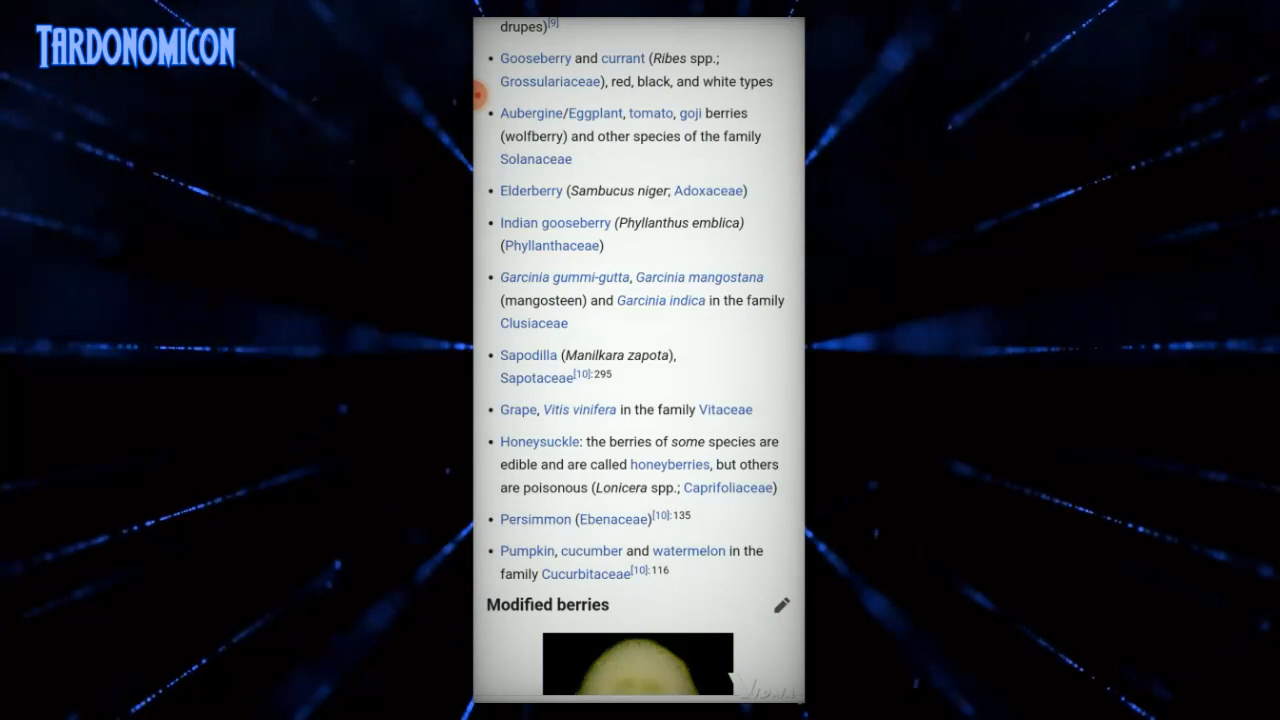 TARDONOMICON
drupes)[9]
• Gooseberry and currant (Ribes spp.;
Grossulariaceae), red, black, and white types
• Aubergine/Eggplant, tomato, goji berries
(wolfberry) and other species of the family
Solanaceae
• Elderberry (Sambucus niger; Adoxaceae)
• Indian gooseberry (Phyllanthus emblica)
(Phyllanthaceae)
• Garcinia gummi-gutta, Garcinia mangostana
(mangosteen) and Garcinia indica in the family
Clusiaceae
• Sapodilla (Manilkara zapota),
Sapotaceae[10]:295
• Grape, Vitis vinifera in the family Vitaceae
• Honeysuckle: the berries of some species are
edible and are called honeyberries, but others
are poisonous (Lonicera spp.; Caprifoliaceae)
• Persimmon (Ebenaceae)[10]:135
• Pumpkin, cucumber and watermelon in the
family Cucurbitaceae[10]:116
Modified berries